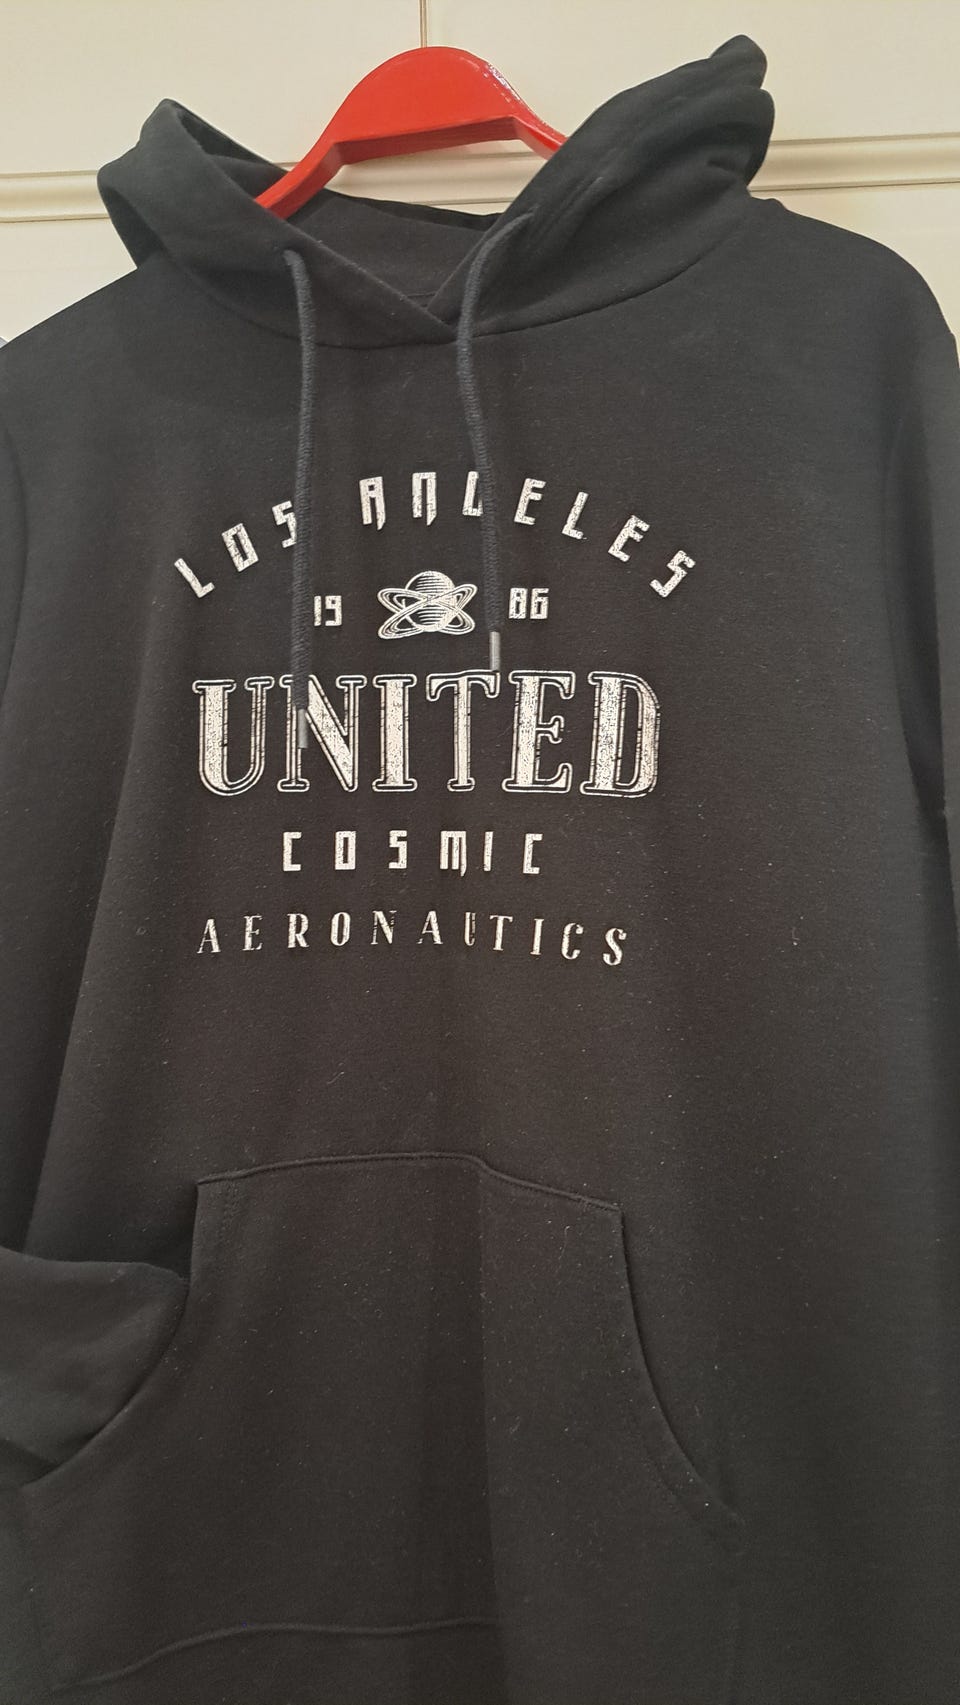 LOS ANGELES
19 86
UNITED
COSMIC
AERONAUTICS